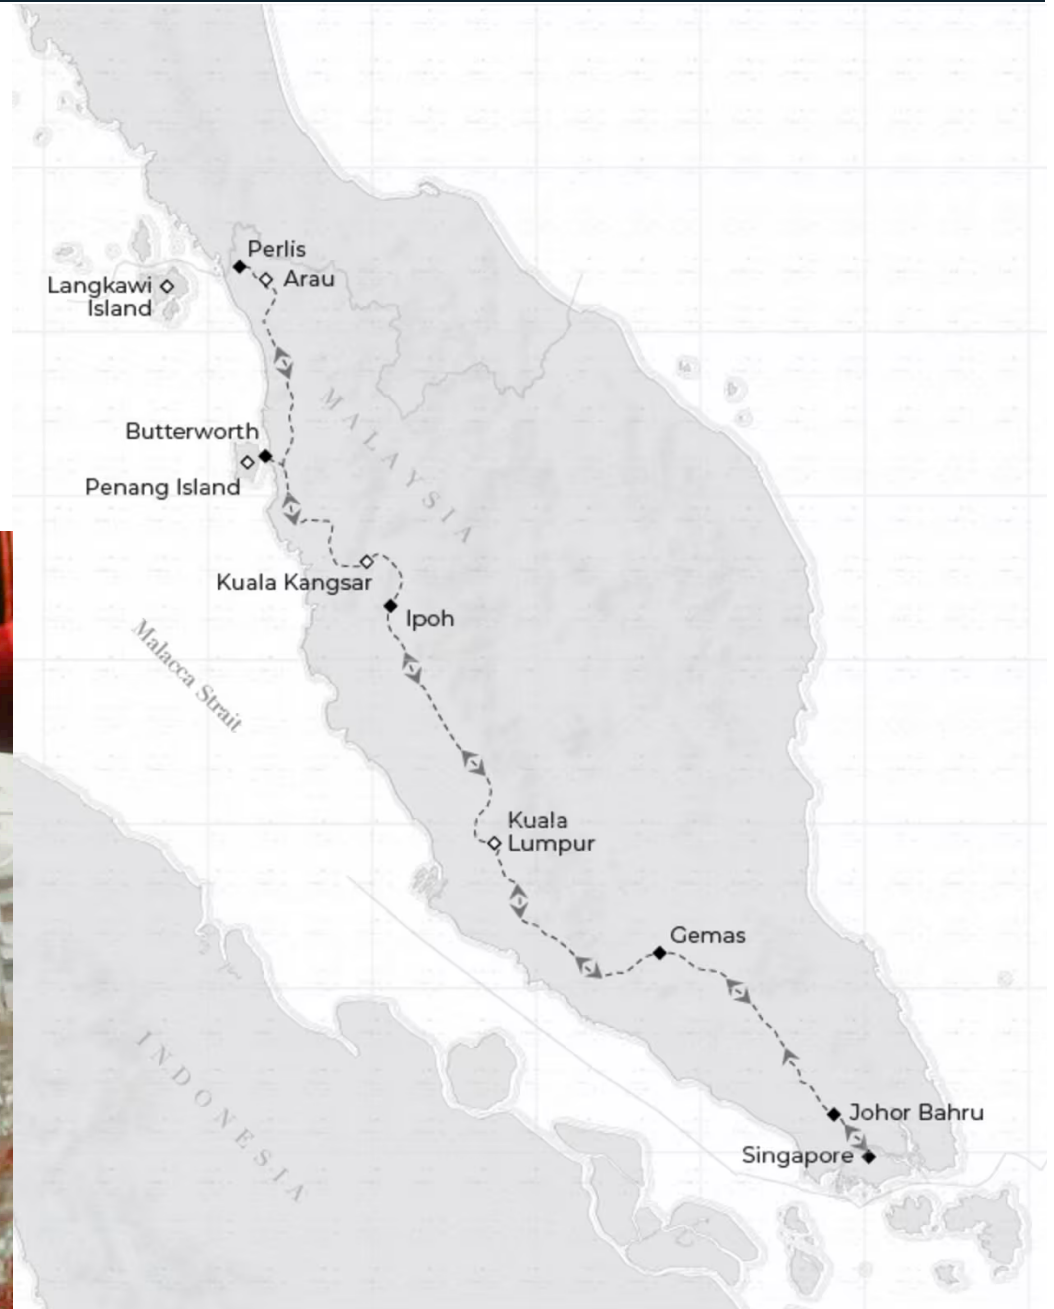 Perlis
Arau
Langkawi
Island
MALAYSIA
Butterworth
Penang Island
Kuala Kangsar
Ipoh
Malacca Strait
Kuala
Lumpur
Gemas
INDONESIA
Johor Bahru
Singapore